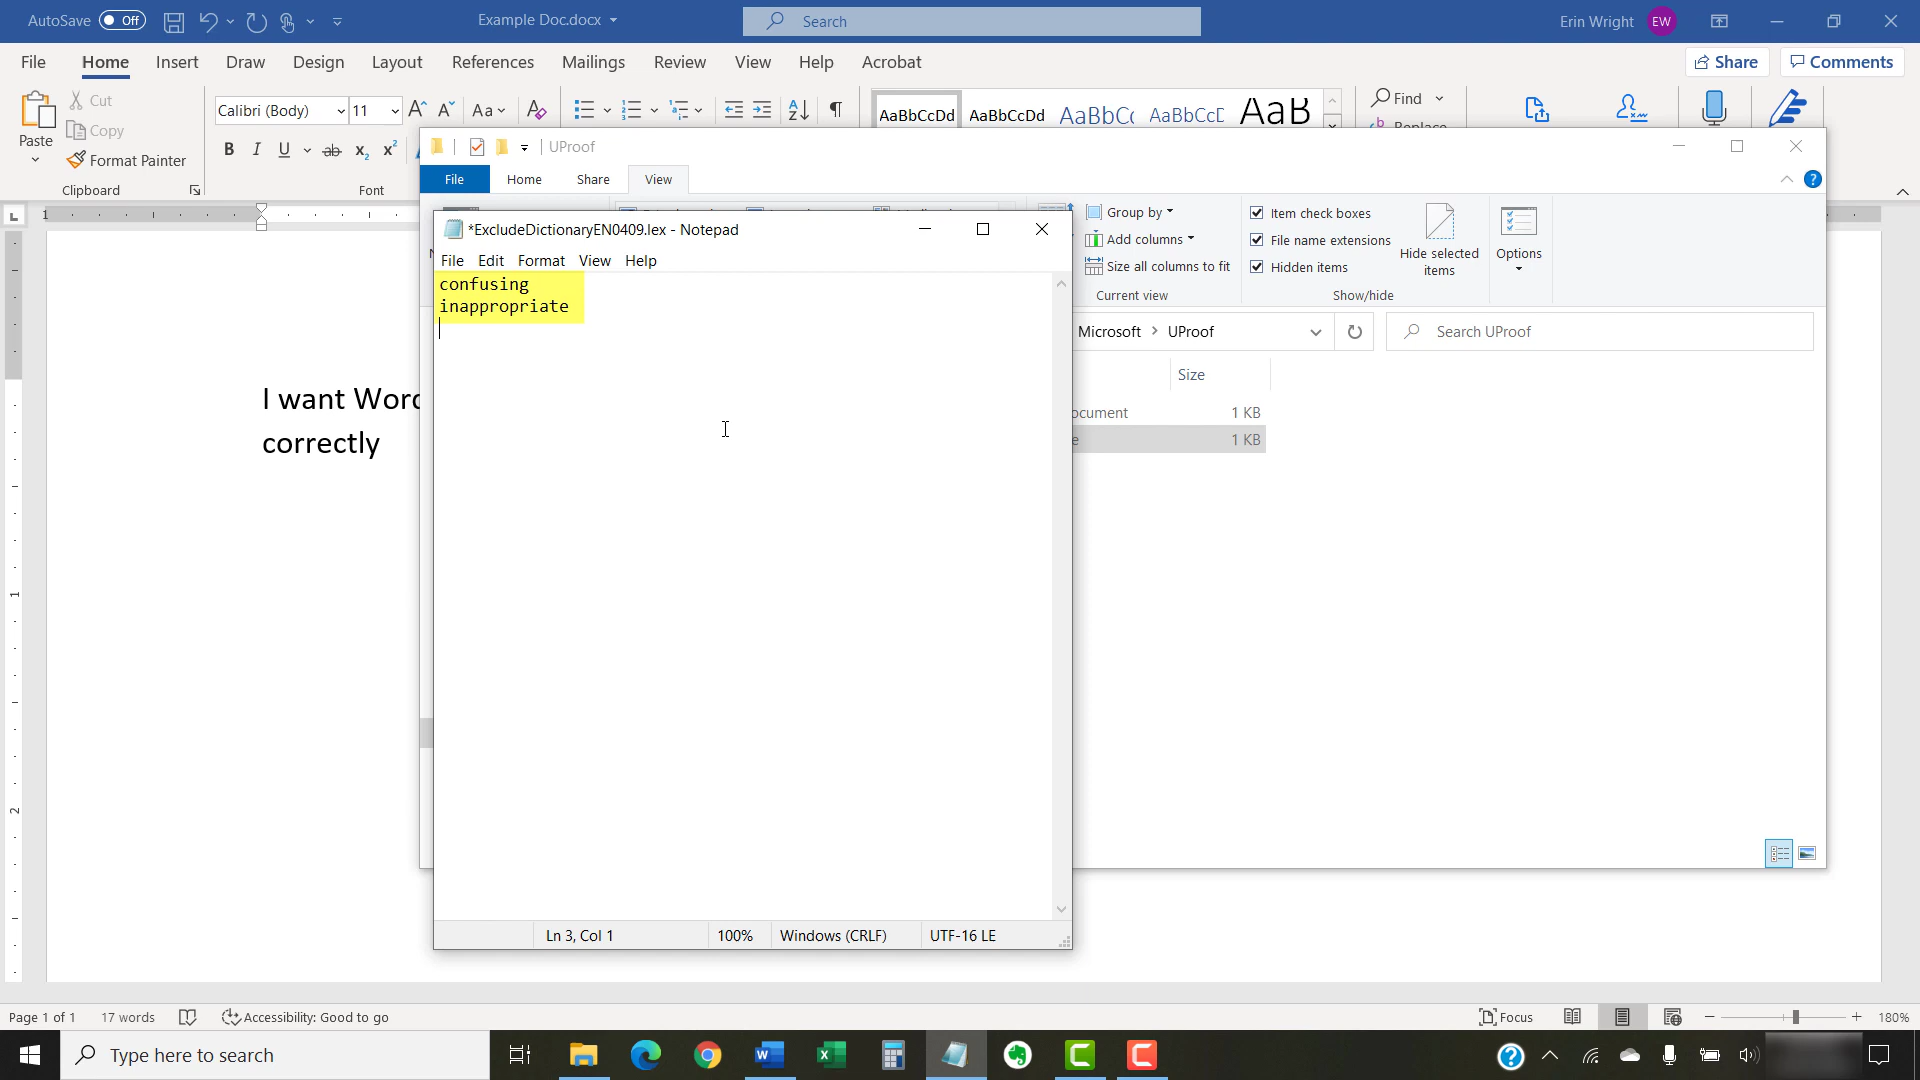 AutoSave Off
Example Doc.docx
Search
Erin Wright EW
File Home Insert Draw Design Layout References Mailings Review View Help Acrobat
Share Comments
Paste
Cut
Copy
Format Painter
Clipboard
Calibri (Body) 11
Aa
B I U ab x2 x2
Font
AaBbCcDd AaBbCcDd AaBbCc AaBbCcD AaB
Find
UProof
File Home Share View
Group by
Add columns
Size all columns to fit
Current view
Item check boxes
File name extensions
Hidden items
Hide selected
items
Show/hide
Options
Microsoft > UProof
Search UProof
Size
1 KB
1 KB
*ExcludeDictionaryEN0409.lex - Notepad
File Edit Format View Help
confusing
inappropriate
Ln 3, Col 1 100% Windows (CRLF) UTF-16 LE
I want Word
correctly
Page 1 of 1 17 words Accessibility: Good to go
Focus 180%
Type here to search